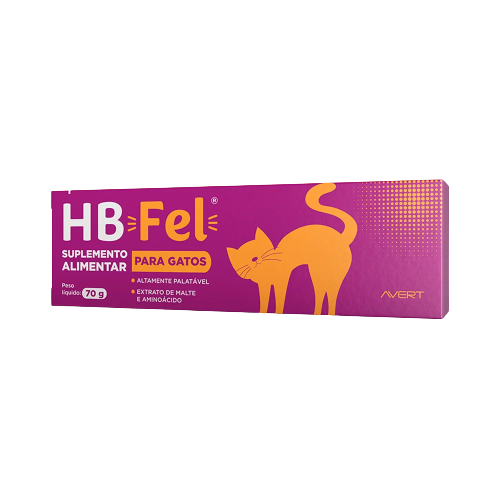 HB Fel®
SUPLEMENTO
ALIMENTAR
PARA GATOS
• ALTAMENTE PALATÁVEL
• EXTRATO DE MALTE
E AMINOÁCIDO
Peso
líquido: 70 g
AVERT